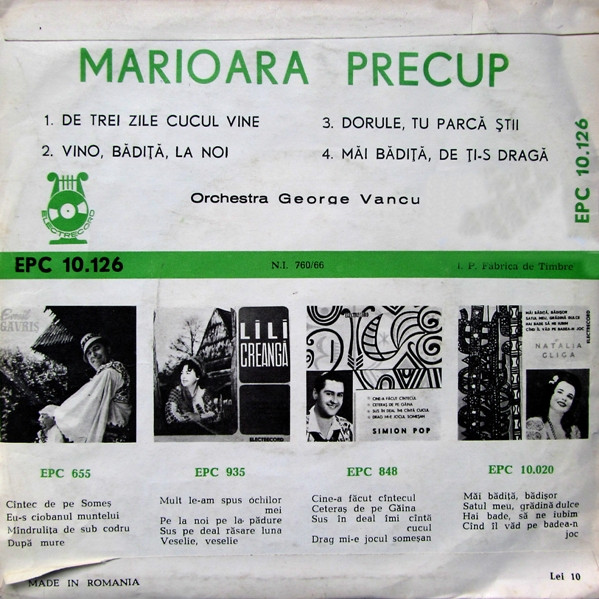 MARIOARA PRECUP
1. DE TREI ZILE CUCUL VINE
2. VINO, BĂDIȚĂ, LA NOI
3. DORULE, TU PARCĂ ȘTII
4. MĂI BĂDIȚĂ, DE ȚI-S DRAGĂ
Orchestra George Vancu
ELECTRECORD
EPC 10.126
EPC 10.126
N.I. 760/66
I. P. Fabrica de Timbre
Emil
GAVRIȘ
LILI
CREANGĂ
ELECTRECORD
CINE-A FĂCUT CÎNTECUL
CETERAȘ DE PE GĂINA
SUS ÎN DEAL ÎMI CÎNTĂ CUCUL
DRAG MI-E JOCUL SOMEȘAN
SIMION POP
MĂI BĂDIȚĂ, BĂDIȘOR
SATUL MEU, GRĂDINĂ DULCE
HAI BADE SĂ NE IUBIM
CÎND ÎL VĂD PE BADEA-N JOC
ELECTRECORD
NATALIA
GLIGA
EPC 655
Cîntec de pe Someș
Eu-s ciobanul muntelui
Mîndrulița de sub codru
După mure
EPC 935
Mult le-am spus ochilor
mei
Pe la noi pe la pădure
Sus pe deal răsare luna
Veselie, veselie
EPC 848
Cine-a făcut cîntecul
Ceteraș de pe Găina
Sus în deal îmi cîntă
cucul
Drag mi-e jocul someșan
EPC 10.020
Măi bădiță, bădișor
Satul meu, grădină dulce
Hai bade, să ne iubim
Cînd îl văd pe badea-n
joc
MADE IN ROMANIA
Lei 10